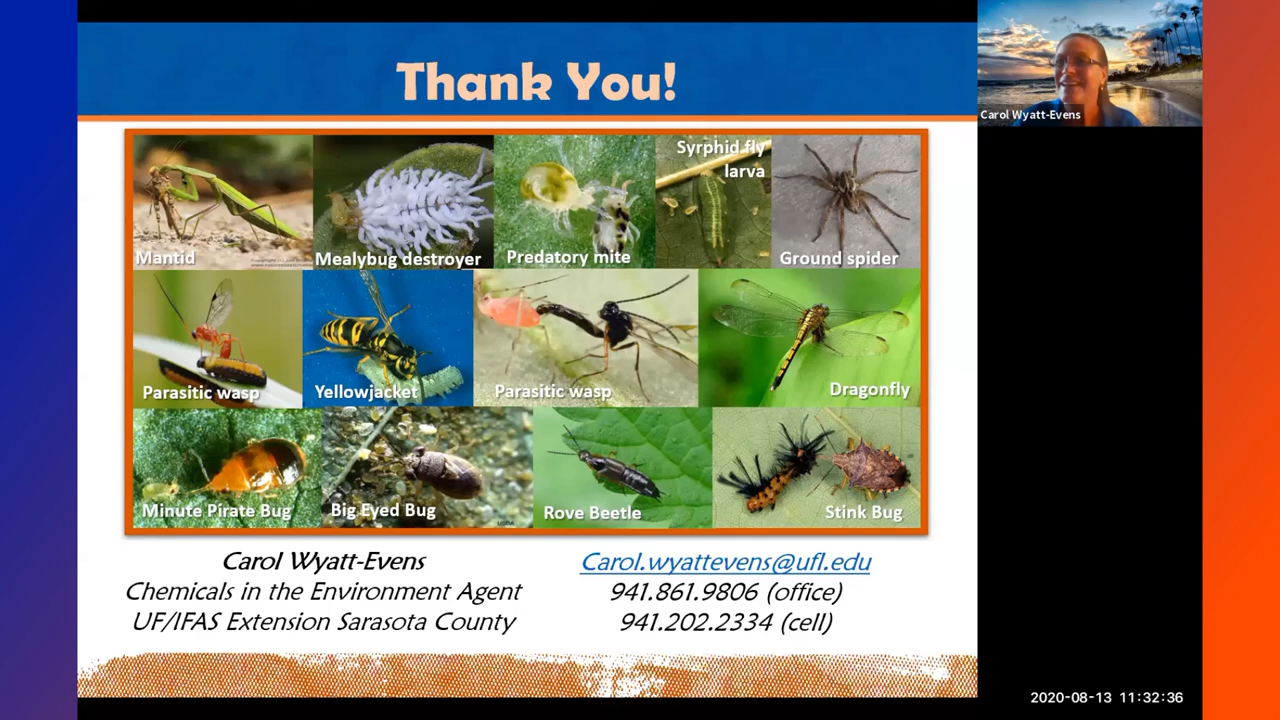 Thank You!
Carol Wyatt-Evens
Syrphid fly
larva
Mantid
Mealybug destroyer
Predatory mite
Ground spider
Parasitic wasp
Yellowjacket
Parasitic wasp
Dragonfly
Minute Pirate Bug
Big Eyed Bug
USDA
Rove Beetle
Stink Bug
Carol Wyatt-Evens
Chemicals in the Environment Agent
UF/IFAS Extension Sarasota County
Carol.wyattevens@ufl.edu
941.861.9806 (office)
941.202.2334 (cell)
2020-08-13 11:32:36